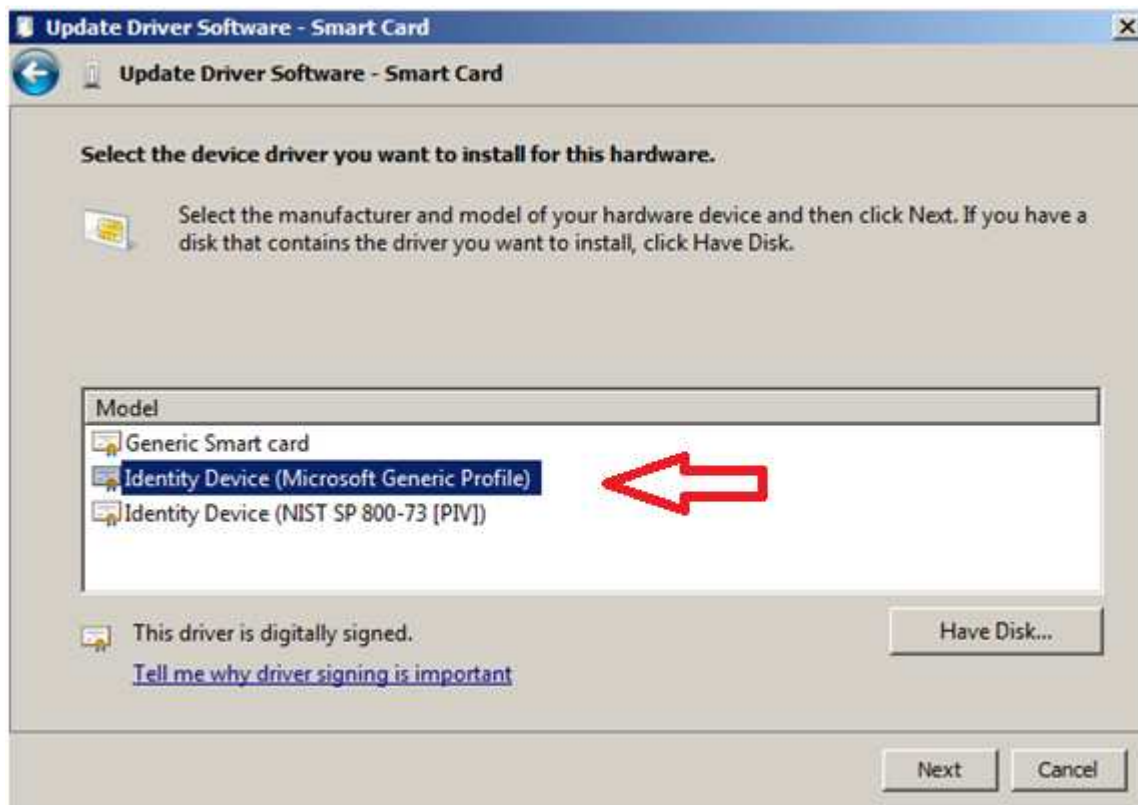 Update Driver Software - Smart Card
Update Driver Software - Smart Card
Select the device driver you want to install for this hardware.
Select the manufacturer and model of your hardware device and then click Next. If you have a
disk that contains the driver you want to install, click Have Disk.
Model
Generic Smart card
Identity Device (Microsoft Generic Profile)
Identity Device (NIST SP 800-73 [PIV])
This driver is digitally signed.
Have Disk...
Tell me why driver signing is important
Next
Cancel